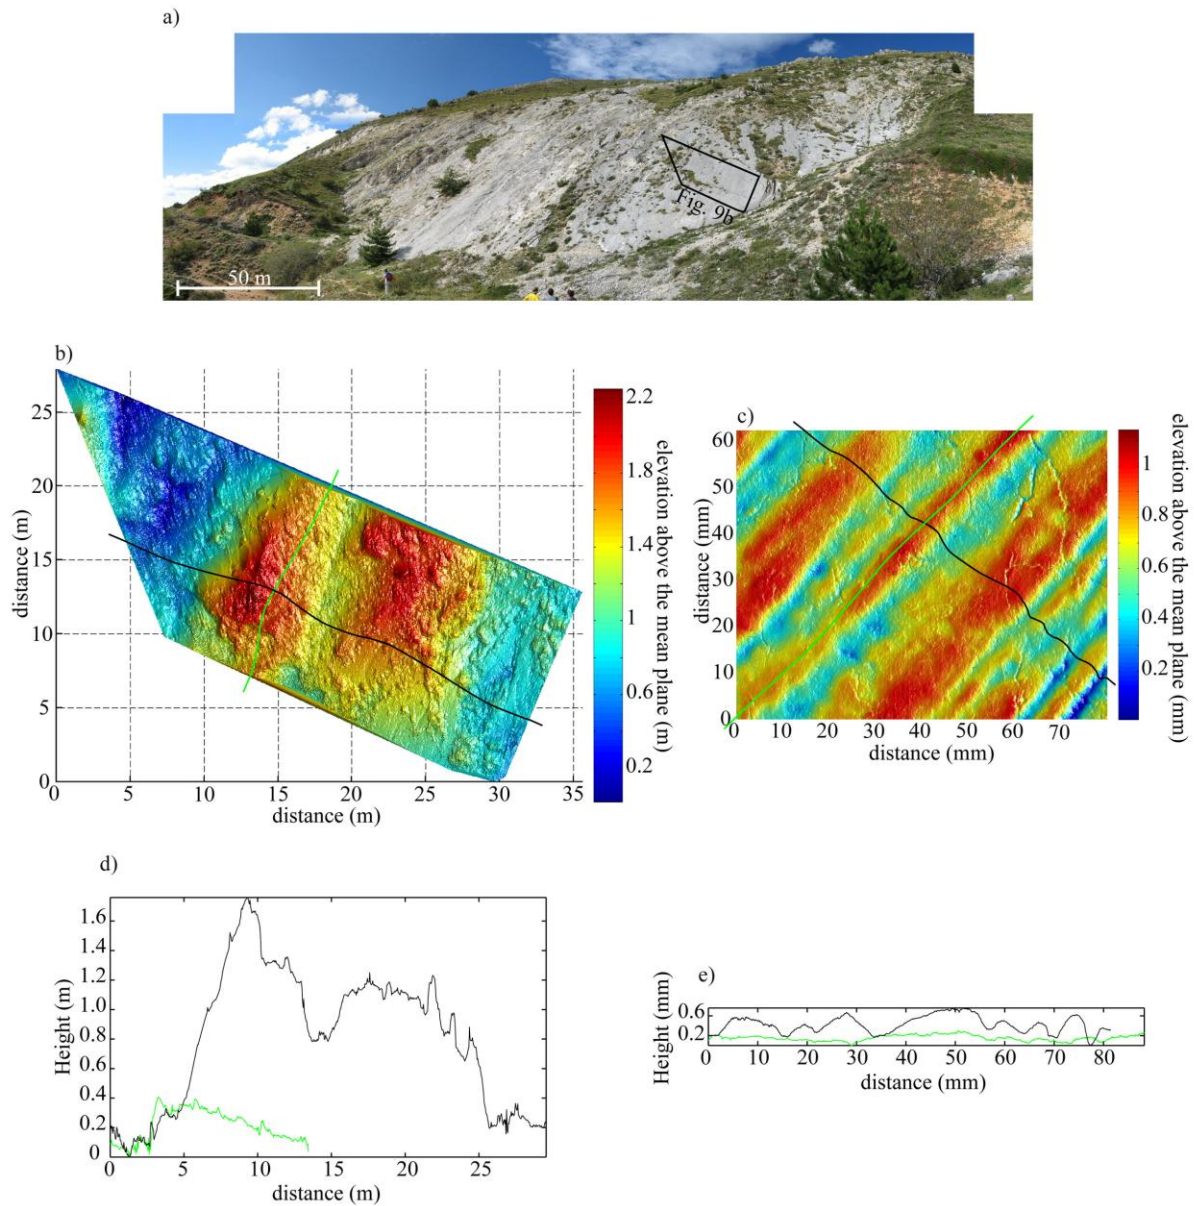 a)
Fig. 9b
50 m
b)
25
20
15
10
5
0
distance (m)
0 5 10 15 20 25 30 35
distance (m)
2.2
1.8
1.4
1
0.6
0.2
elevation above the mean plane (m)
c)
60
50
40
30
20
10
0
distance (mm)
0 10 20 30 40 50 60 70
distance (mm)
1
0.8
0.6
0.4
0.2
elevation above the mean plane (mm)
d)
1.6
1.4
1.2
1.0
0.8
0.6
0.4
0.2
0
Height (m)
0 5 10 15 20 25
distance (m)
e)
0.6
0.2
Height (mm)
0 10 20 30 40 50 60 70 80
distance (mm)